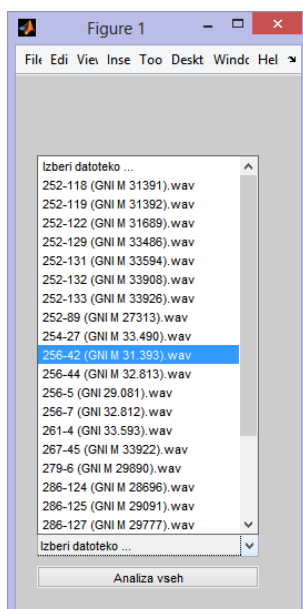 Figure 1
File Edi Viev Inse Too Deskt Windc Hel
Izberi datoteko ...
252-118 (GNI M 31391).wav
252-119 (GNI M 31392).wav
252-122 (GNI M 31689).wav
252-129 (GNI M 33486).wav
252-131 (GNI M 33594).wav
252-132 (GNI M 33908).wav
252-133 (GNI M 33926).wav
252-89 (GNI M 27313).wav
254-27 (GNI M 33.490).wav
256-42 (GNI M 31.393).wav
256-44 (GNI M 32.813).wav
256-5 (GNI 29.081).wav
256-7 (GNI 32.812).wav
261-4 (GNI 33.593).wav
267-45 (GNI M 33922).wav
279-6 (GNI M 29890).wav
286-124 (GNI M 28696).wav
286-125 (GNI M 29091).wav
286-127 (GNI M 29777).wav
Izberi datoteko ...
Analiza vseh